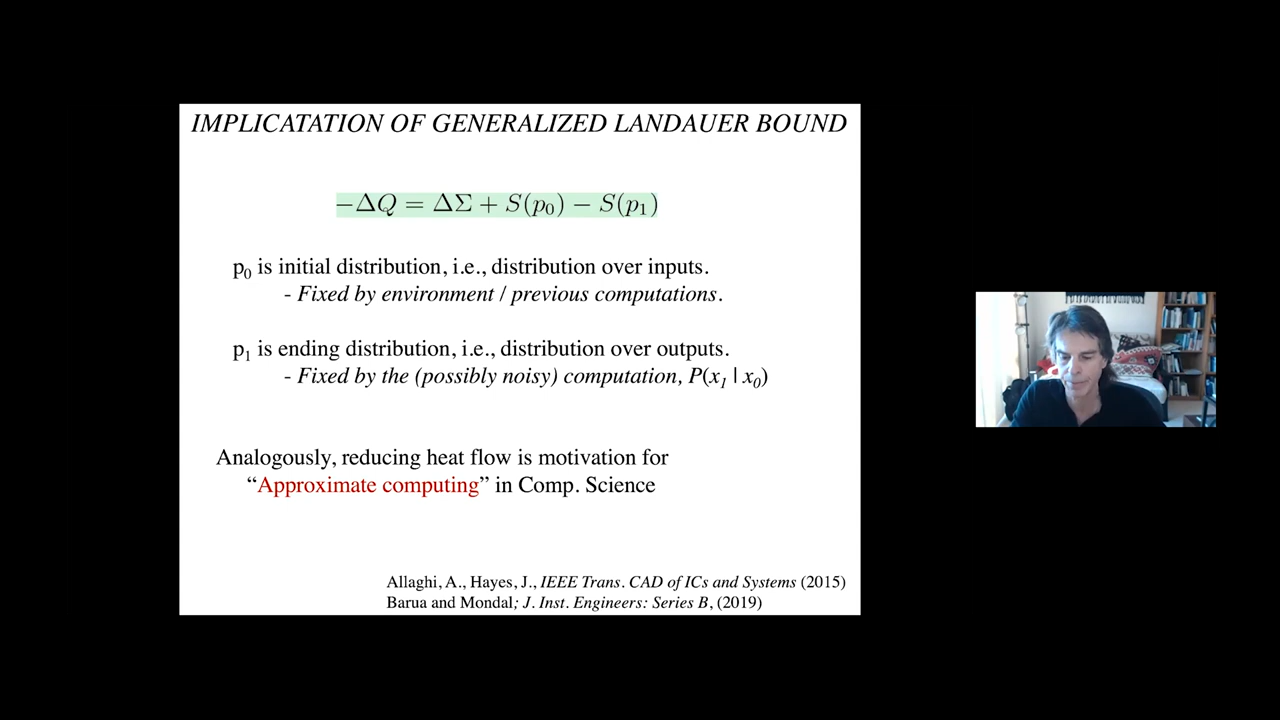 IMPLICATATION OF GENERALIZED LANDAUER BOUND
−ΔQ = ΔΣ + S(p₀) − S(p₁)
p₀ is initial distribution, i.e., distribution over inputs.
- Fixed by environment / previous computations.
p₁ is ending distribution, i.e., distribution over outputs.
- Fixed by the (possibly noisy) computation, P(x₁ | x₀)
Analogously, reducing heat flow is motivation for
“Approximate computing” in Comp. Science
Allaghi, A., Hayes, J., IEEE Trans. CAD of ICs and Systems (2015)
Barua and Mondal; J. Inst. Engineers: Series B, (2019)